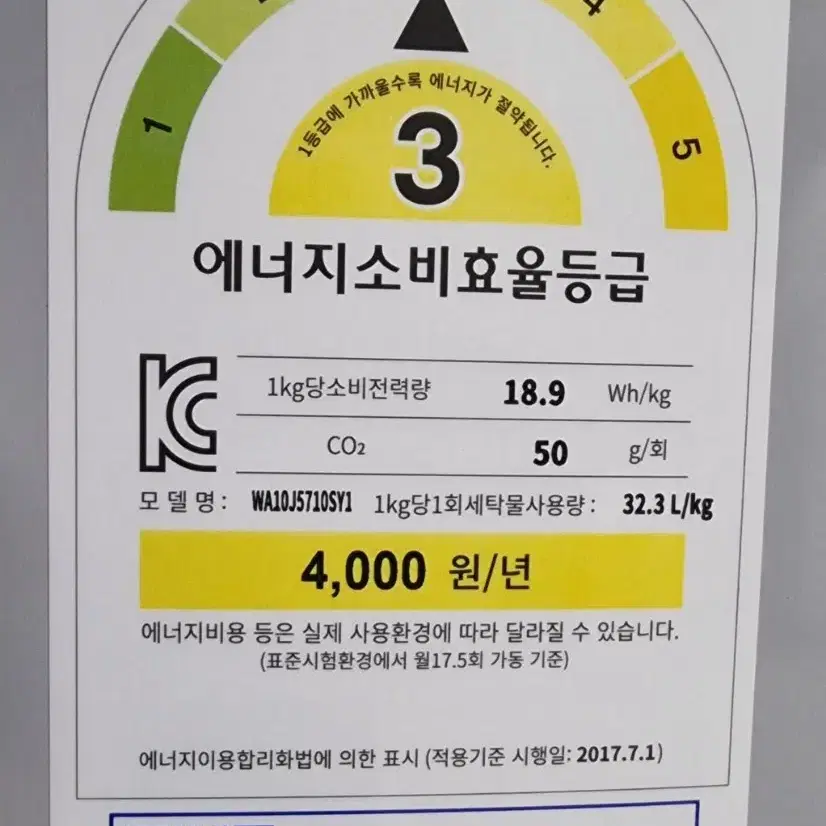 1
4
5
1등급에 가까울수록 에너지가 절약됩니다.
3
에너지소비효율등급
KC
1kg당소비전력량 18.9 Wh/kg
CO₂ 50 g/회
모 델 명 : WA10J5710SY1 1kg당1회세탁물사용량 : 32.3 L/kg
4,000 원/년
에너지비용 등은 실제 사용환경에 따라 달라질 수 있습니다.
(표준시험환경에서 월17.5회 가동 기준)
에너지이용합리화법에 의한 표시 (적용기준 시행일: 2017.7.1)